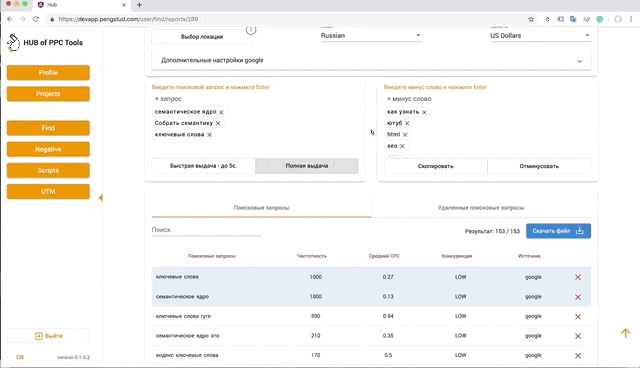 Hub
https://devapp.pengstud.com/user/find/reports/289
HUB of PPC Tools
Profile
Projects
Find
Negative
Scripts
UTM
Выйти
EN
version 0.1.0.2
Выбор локации
Russian
US Dollars
Дополнительные настройки google
Введите поисковой запрос и нажмите Enter
+ запрос
семантическое ядро ×
Собрать семантику ×
ключевые слова ×
Быстрая выдача - до 5с.
Полная выдача
Введите минус слово и нажмите Enter
+ минус слово
как узнать ×
ютуб ×
html ×
seo ×
Скопировать
Отминусовать
Поисковые запросы
Удаленные поисковые запросы
Поиск
Результат: 153 / 153
Скачать файл
Поисковые запросы Частотность Средний CPC Конкуренция Источник
ключевые слова 1000 0.27 LOW google
семантическое ядро 1000 0.13 LOW google
ключевые слова гугл 590 0.94 LOW google
семантическое ядро это 210 0.35 LOW google
яндекс ключевые слова 170 0.5 LOW google